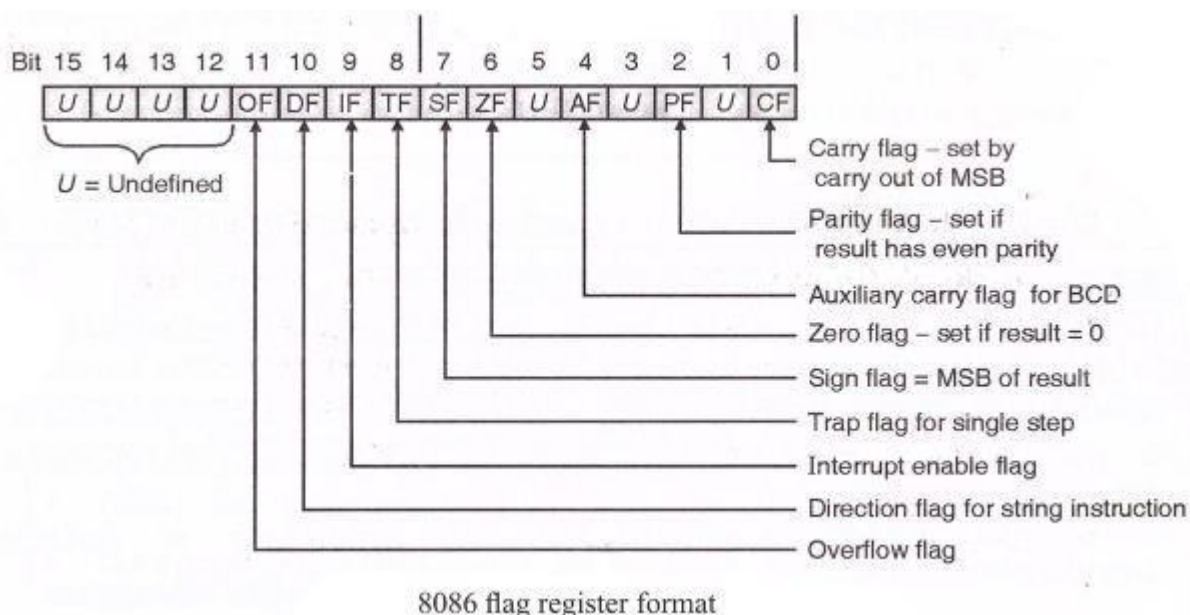 Bit 15 14 13 12 11 10 9 8 7 6 5 4 3 2 1 0
U U U U OF DF IF TF SF ZF U AF U PF U CF
U = Undefined
Carry flag – set by
carry out of MSB
Parity flag – set if
result has even parity
Auxiliary carry flag for BCD
Zero flag – set if result = 0
Sign flag = MSB of result
Trap flag for single step
Interrupt enable flag
Direction flag for string instruction
Overflow flag
8086 flag register format